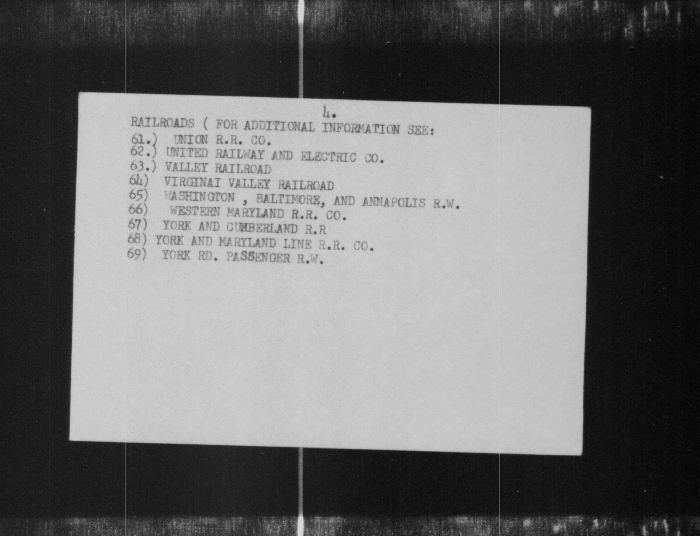 4.
RAILROADS ( FOR ADDITIONAL INFORMATION SEE:
61.) UNION R.R. CO.
62.) UNITED RAILWAY AND ELECTRIC CO.
63.) VALLEY RAILROAD
64) VIRGINAI VALLEY RAILROAD
65) WASHINGTON , BALTIMORE, AND ANNAPOLIS R.W.
66) WESTERN MARYLAND R.R. CO.
67) YORK AND CUMBERLAND R.R
68) YORK AND MARYLAND LINE R.R. CO.
69) YORK RD. PASSENGER R.W.